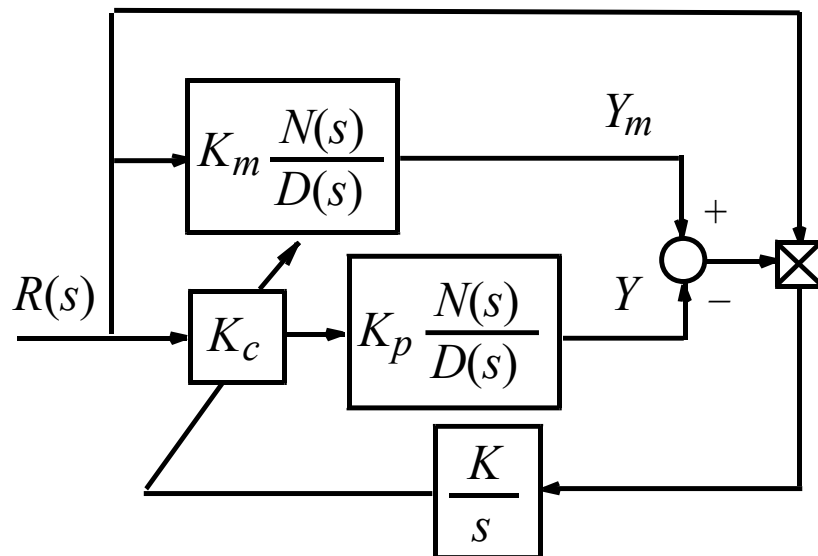 Y_m
K_m N(s)/D(s)
+
R(s)
K_c
K_p N(s)/D(s)
Y
−
K/s